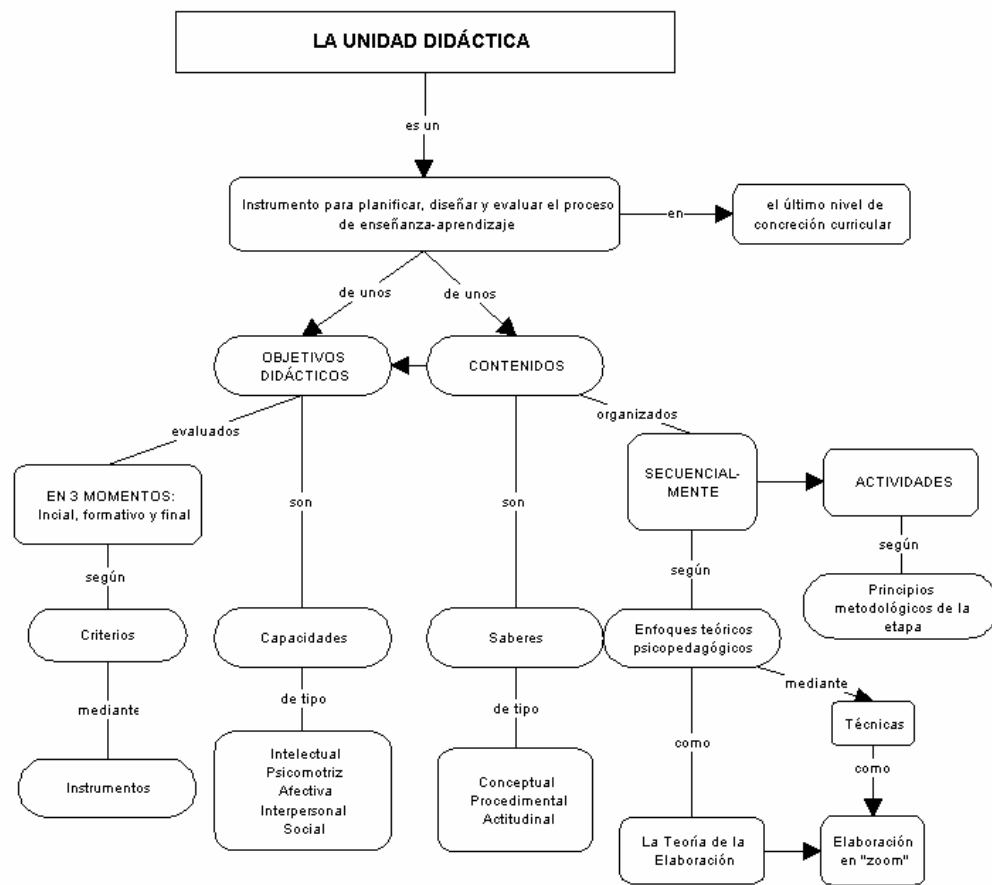 LA UNIDAD DIDÁCTICA
es un
Instrumento para planificar, diseñar y evaluar el proceso
de enseñanza-aprendizaje
en
el último nivel de
concreción curricular
de unos
de unos
OBJETIVOS
DIDÁCTICOS
CONTENIDOS
evaluados
organizados
EN 3 MOMENTOS:
Incial, formativo y final
son
son
SECUENCIAL-
MENTE
ACTIVIDADES
según
según
según
Criterios
Capacidades
Saberes
Enfoques teóricos
psicopedagógicos
Principios
metodológicos de la
etapa
mediante
de tipo
de tipo
como
mediante
Técnicas
como
Instrumentos
Intelectual
Psicomotriz
Afectiva
Interpersonal
Social
Conceptual
Procedimental
Actitudinal
La Teoría de la
Elaboración
Elaboración
en "zoom"